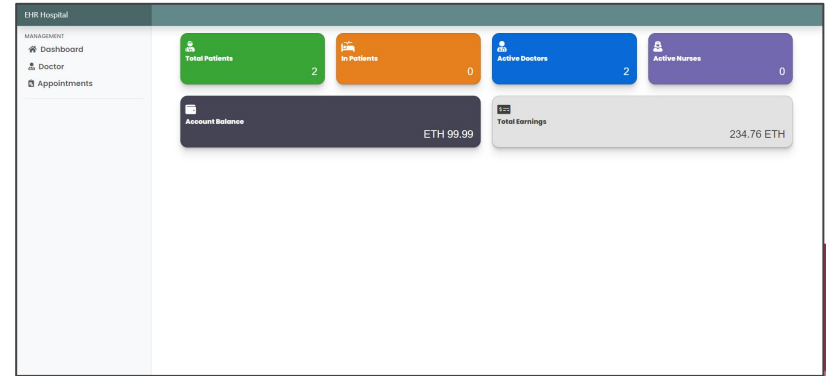 EHR Hospital
MANAGEMENT
Dashboard
Doctor
Appointments
Total Patients
2
In Patients
0
Active Doctors
2
Active Nurses
0
Account Balance
ETH 99.99
Total Earnings
234.76 ETH